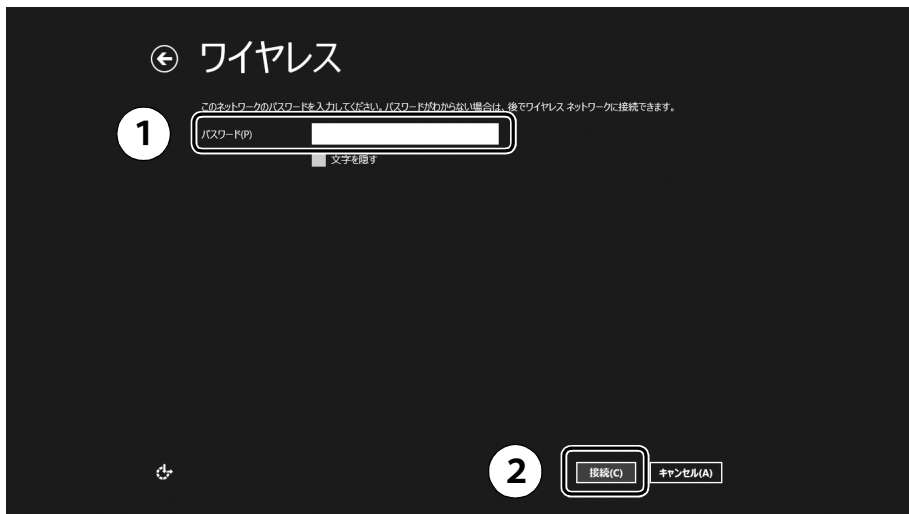 ワイヤレス
このネットワークのパスワードを入力してください。パスワードがわからない場合は、後でワイヤレス ネットワークに接続できます。
1
パスワード(P)
文字を隠す
2
接続(C)
キャンセル(A)